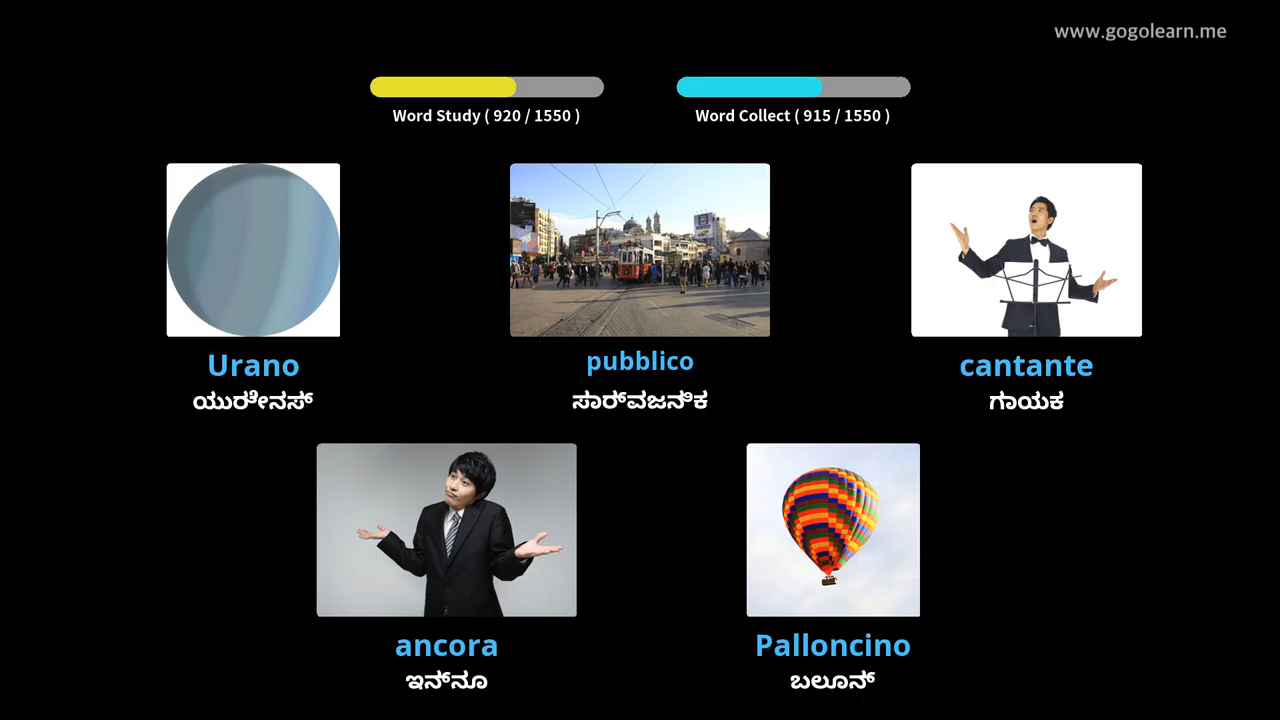 www.gogolearn.me
Word Study ( 920 / 1550 )
Word Collect ( 915 / 1550 )
Urano
ಯುರೇನಸ್
pubblico
ಸಾರ್ವಜನಿಕ
cantante
ಗಾಯಕ
ancora
ಇನ್ನೂ
Palloncino
ಬಲೂನ್